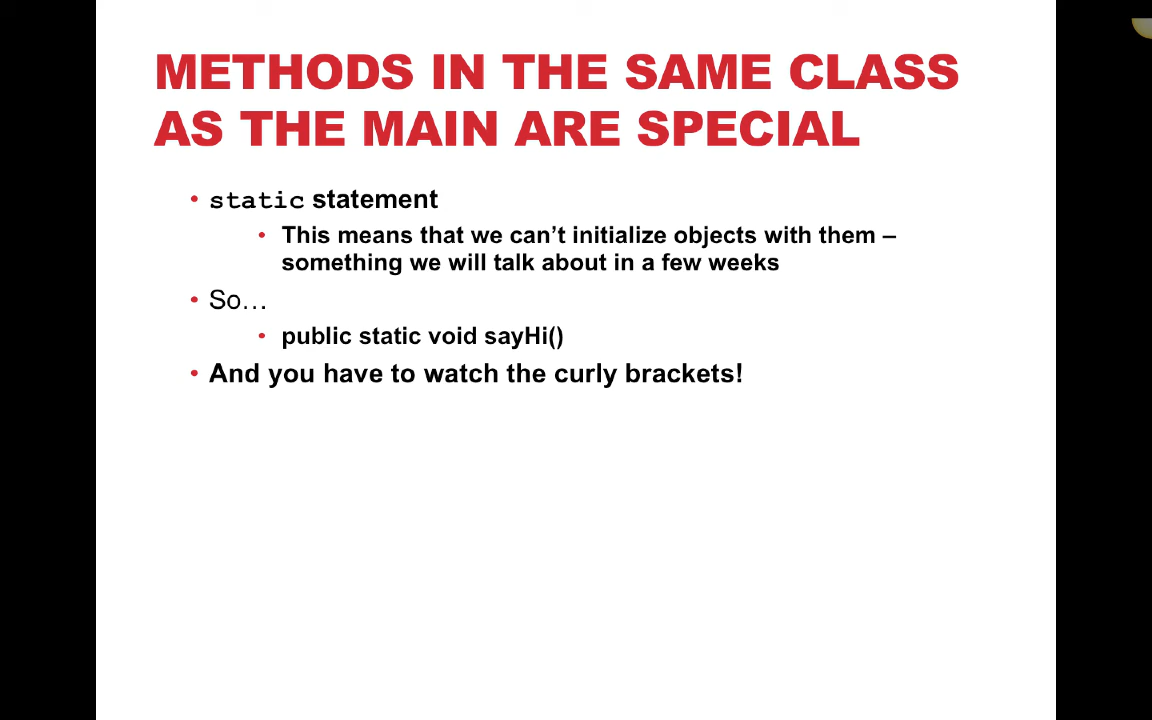 METHODS IN THE SAME CLASS
AS THE MAIN ARE SPECIAL
• static statement
• This means that we can’t initialize objects with them –
something we will talk about in a few weeks
• So…
• public static void sayHi()
• And you have to watch the curly brackets!